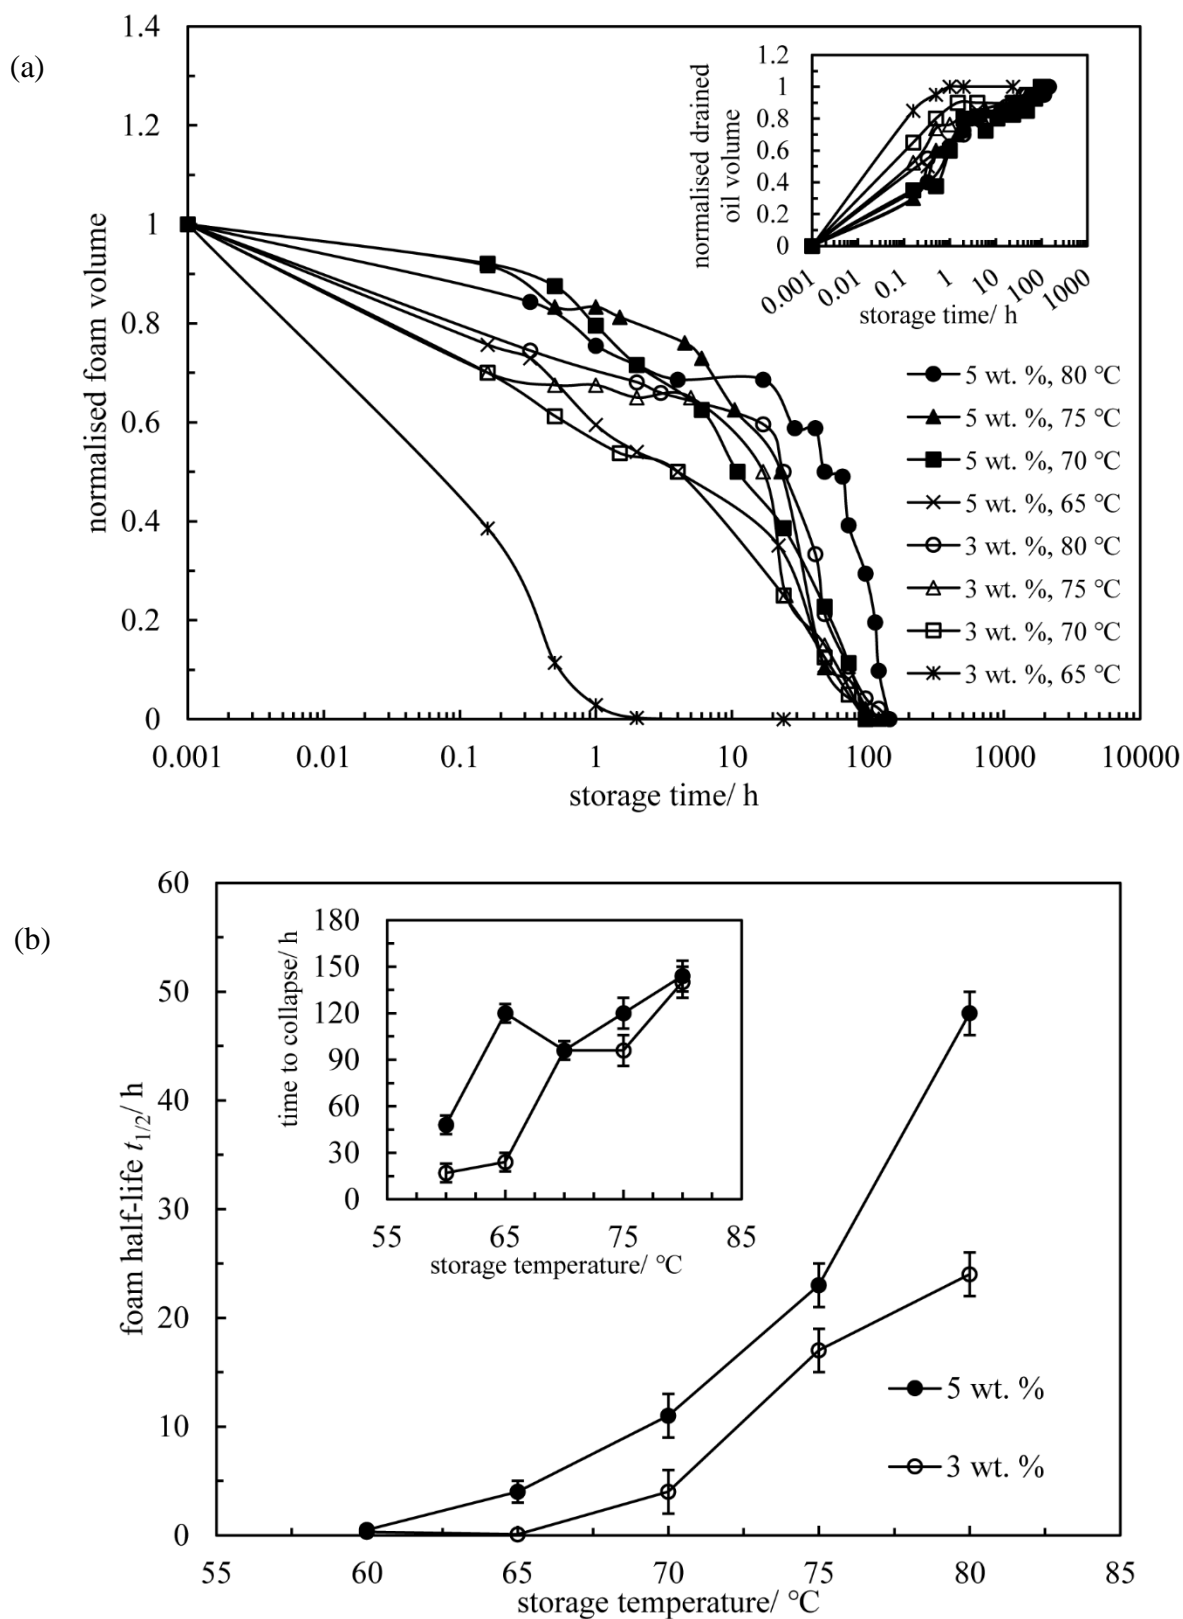 (a)
1.4
1.2
1
0.8
0.6
0.4
0.2
0
normalised foam volume
0.001
0.01
0.1
1
10
100
1000
10000
storage time/ h
1.2
1
0.8
0.6
0.4
0.2
0
normalised drained
oil volume
0.001
0.01
0.1
1
10
100
1000
storage time/ h
5 wt. %, 80 °C
5 wt. %, 75 °C
5 wt. %, 70 °C
5 wt. %, 65 °C
3 wt. %, 80 °C
3 wt. %, 75 °C
3 wt. %, 70 °C
3 wt. %, 65 °C
(b)
60
50
40
30
20
10
0
foam half-life t1/2/ h
55
60
65
70
75
80
85
storage temperature/ °C
180
150
120
90
60
30
0
time to collapse/ h
55
65
75
85
storage temperature/ °C
5 wt. %
3 wt. %